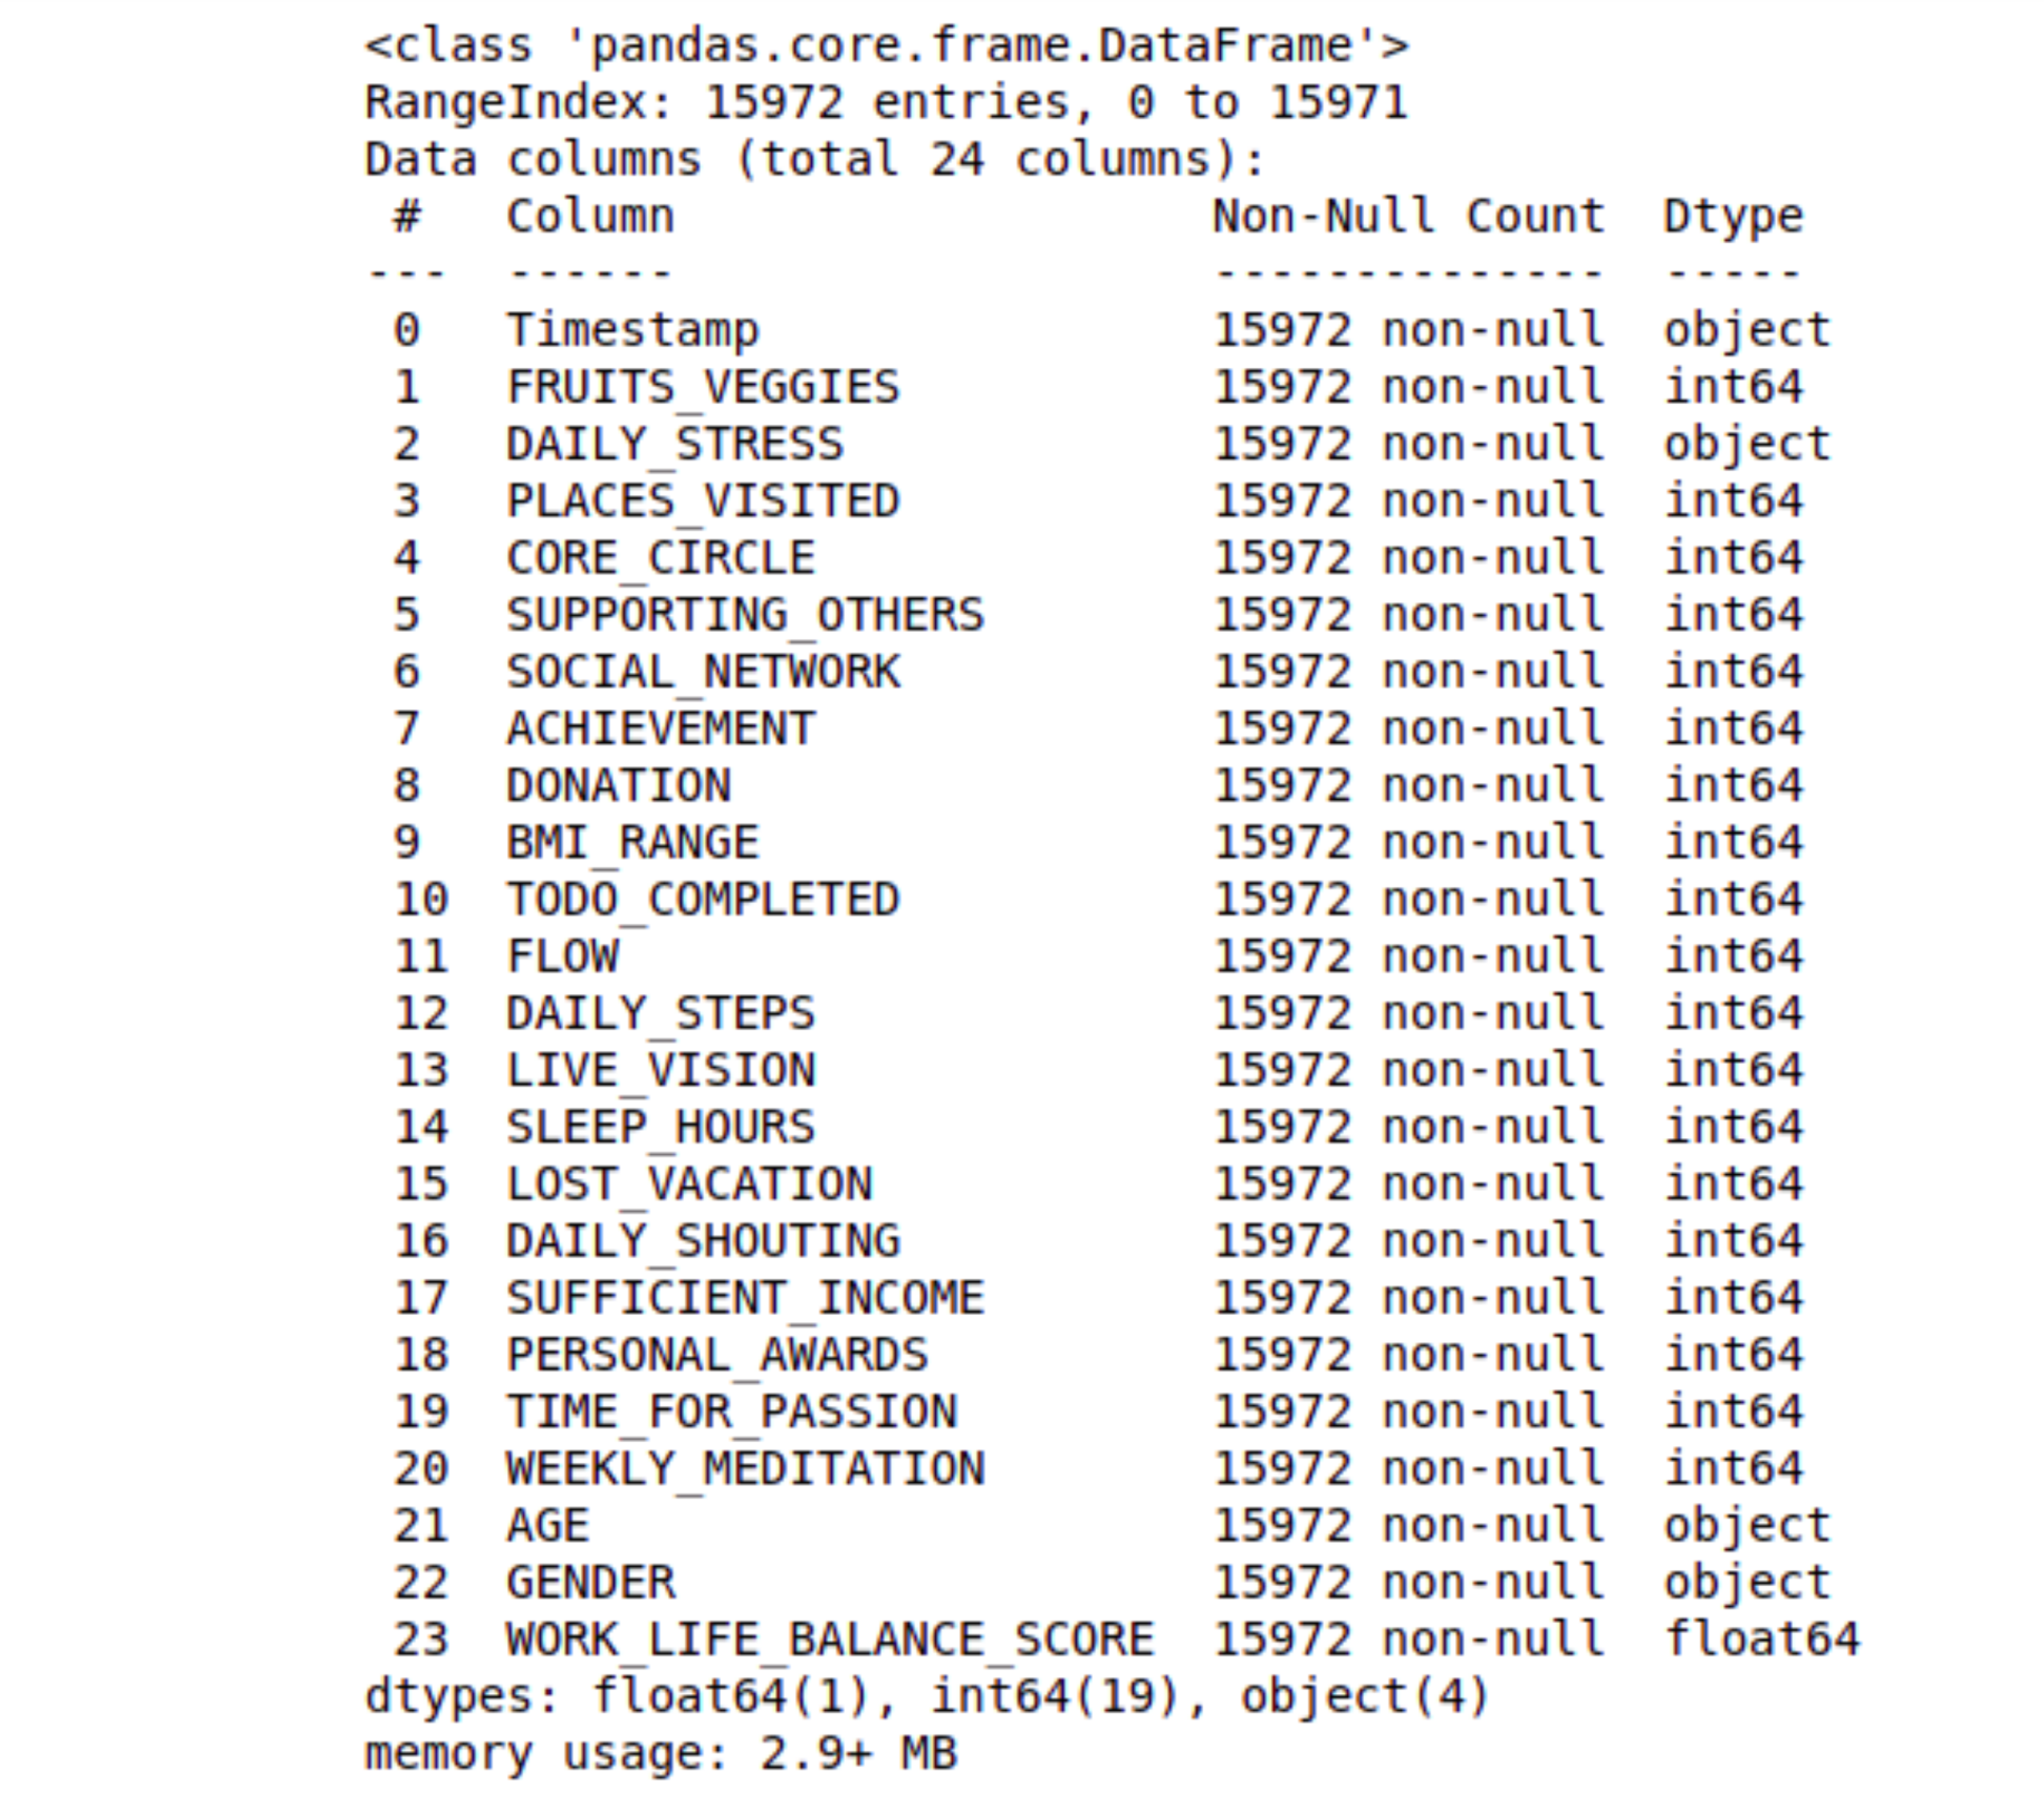 <class 'pandas.core.frame.DataFrame'>
RangeIndex: 15972 entries, 0 to 15971
Data columns (total 24 columns):
 #   Column                   Non-Null Count  Dtype
---  ------                   --------------  -----
 0   Timestamp                15972 non-null  object
 1   FRUITS_VEGGIES           15972 non-null  int64
 2   DAILY_STRESS             15972 non-null  object
 3   PLACES_VISITED           15972 non-null  int64
 4   CORE_CIRCLE              15972 non-null  int64
 5   SUPPORTING_OTHERS        15972 non-null  int64
 6   SOCIAL_NETWORK           15972 non-null  int64
 7   ACHIEVEMENT              15972 non-null  int64
 8   DONATION                 15972 non-null  int64
 9   BMI_RANGE                15972 non-null  int64
 10  TODO_COMPLETED           15972 non-null  int64
 11  FLOW                     15972 non-null  int64
 12  DAILY_STEPS              15972 non-null  int64
 13  LIVE_VISION              15972 non-null  int64
 14  SLEEP_HOURS              15972 non-null  int64
 15  LOST_VACATION            15972 non-null  int64
 16  DAILY_SHOUTING           15972 non-null  int64
 17  SUFFICIENT_INCOME        15972 non-null  int64
 18  PERSONAL_AWARDS          15972 non-null  int64
 19  TIME_FOR_PASSION         15972 non-null  int64
 20  WEEKLY_MEDITATION        15972 non-null  int64
 21  AGE                      15972 non-null  object
 22  GENDER                   15972 non-null  object
 23  WORK_LIFE_BALANCE_SCORE  15972 non-null  float64
dtypes: float64(1), int64(19), object(4)
memory usage: 2.9+ MB